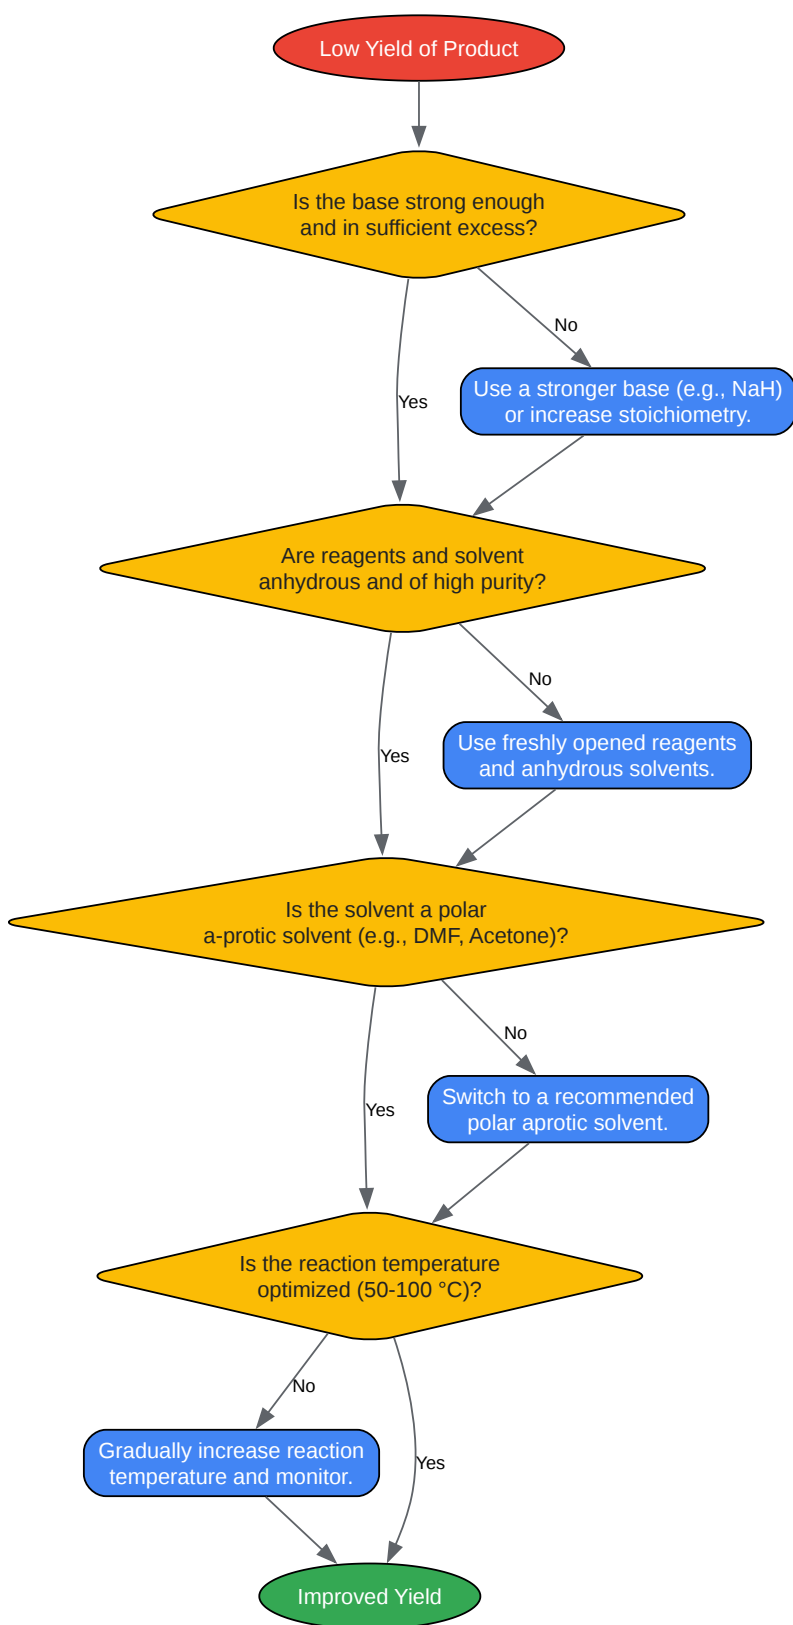 Low Yield of Product
Is the base strong enough
and in sufficient excess?
No
Use a stronger base (e.g., NaH)
or increase stoichiometry.
Yes
Are reagents and solvent
anhydrous and of high purity?
No
Use freshly opened reagents
and anhydrous solvents.
Yes
Is the solvent a polar
a-protic solvent (e.g., DMF, Acetone)?
No
Switch to a recommended
polar aprotic solvent.
Yes
Is the reaction temperature
optimized (50-100 °C)?
No
Gradually increase reaction
temperature and monitor.
Yes
Improved Yield